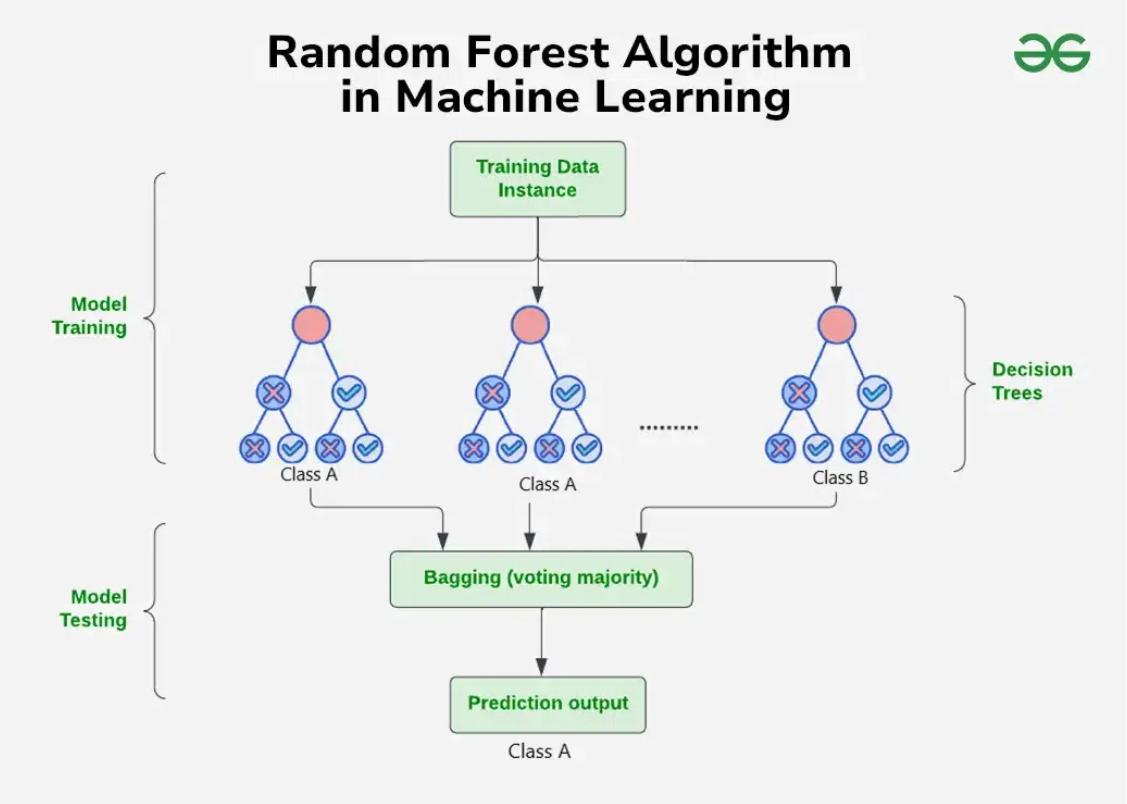 Random Forest Algorithm
in Machine Learning
Training Data
Instance
Model
Training
Decision
Trees
.........
Class A
Class A
Class B
Bagging (voting majority)
Model
Testing
Prediction output
Class A